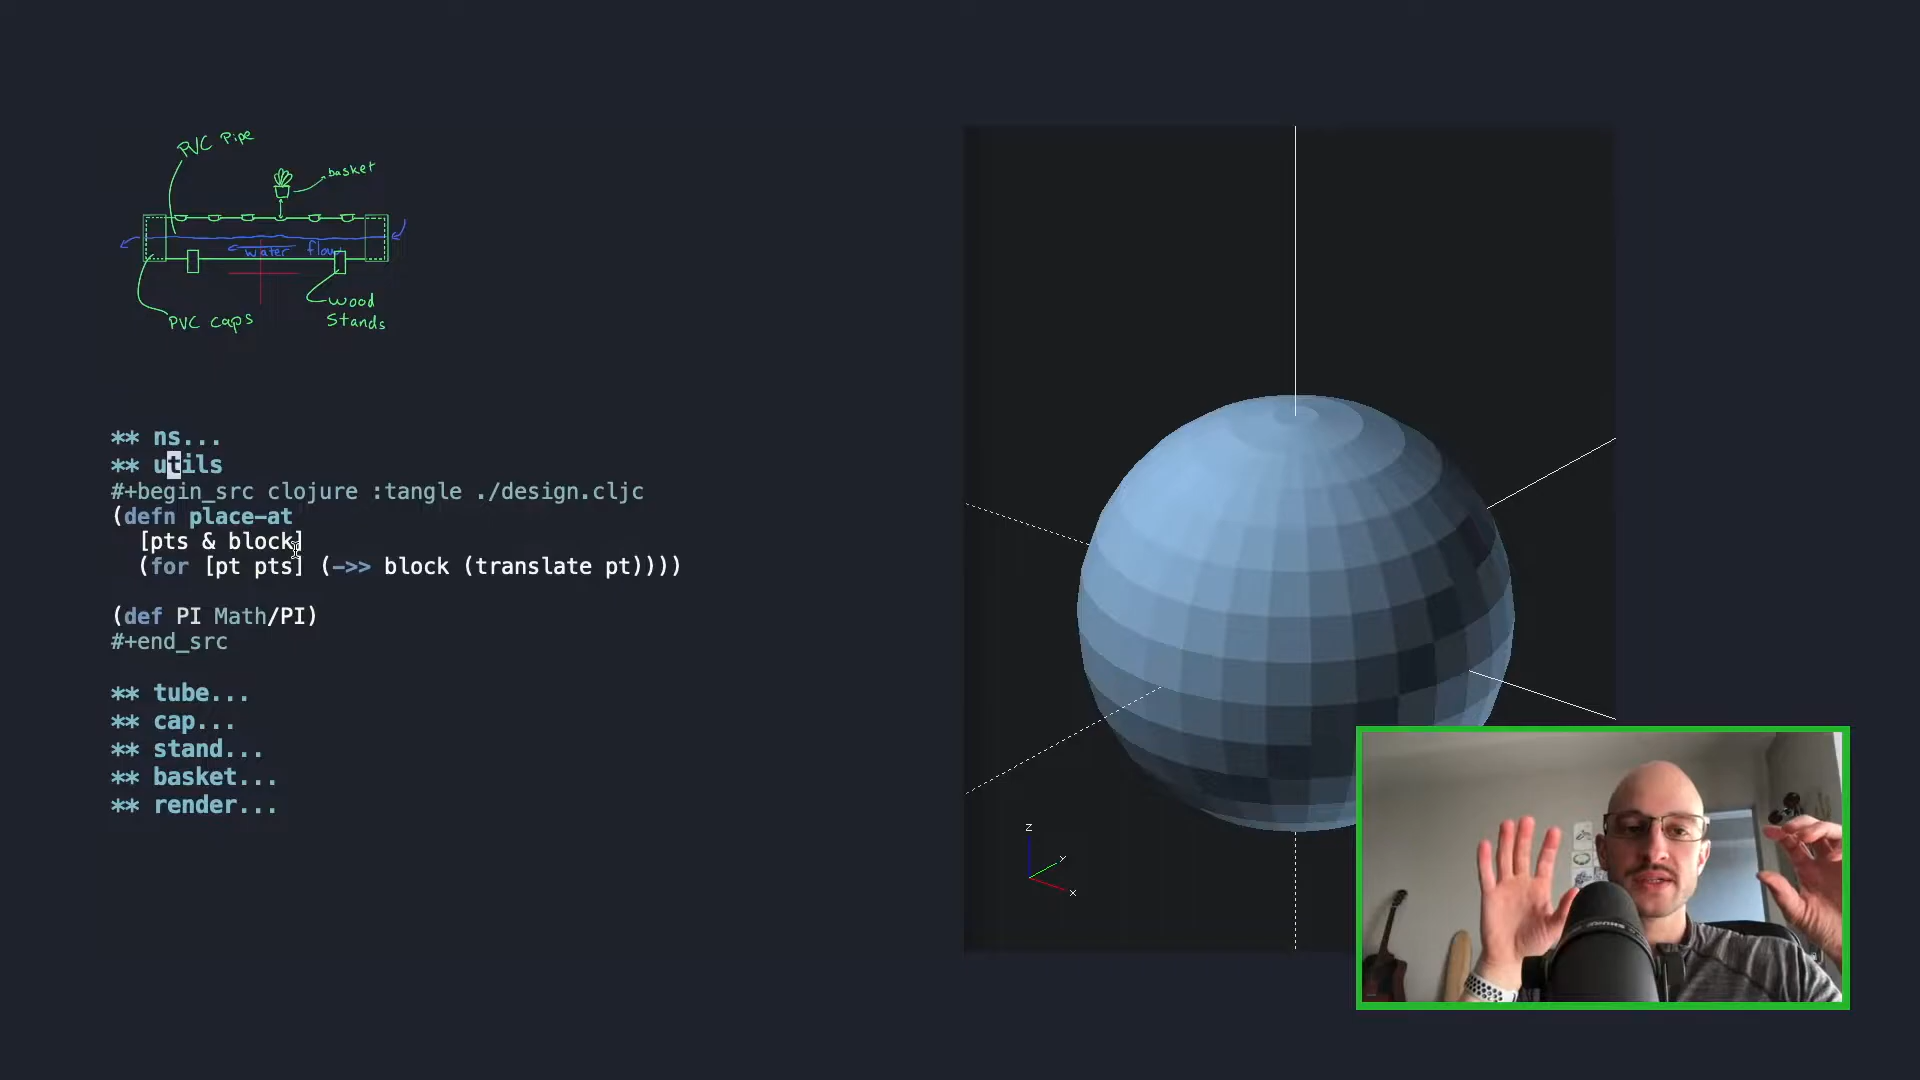 PVC Pipe
basket
water flow
wood
Stands
PVC caps
** ns...
** utils
#+begin_src clojure :tangle ./design.cljc
(defn place-at
[pts & block]
(for [pt pts] (->> block (translate pt))))
(def PI Math/PI)
#+end_src
** tube...
** cap...
** stand...
** basket...
** render...
z
y
x